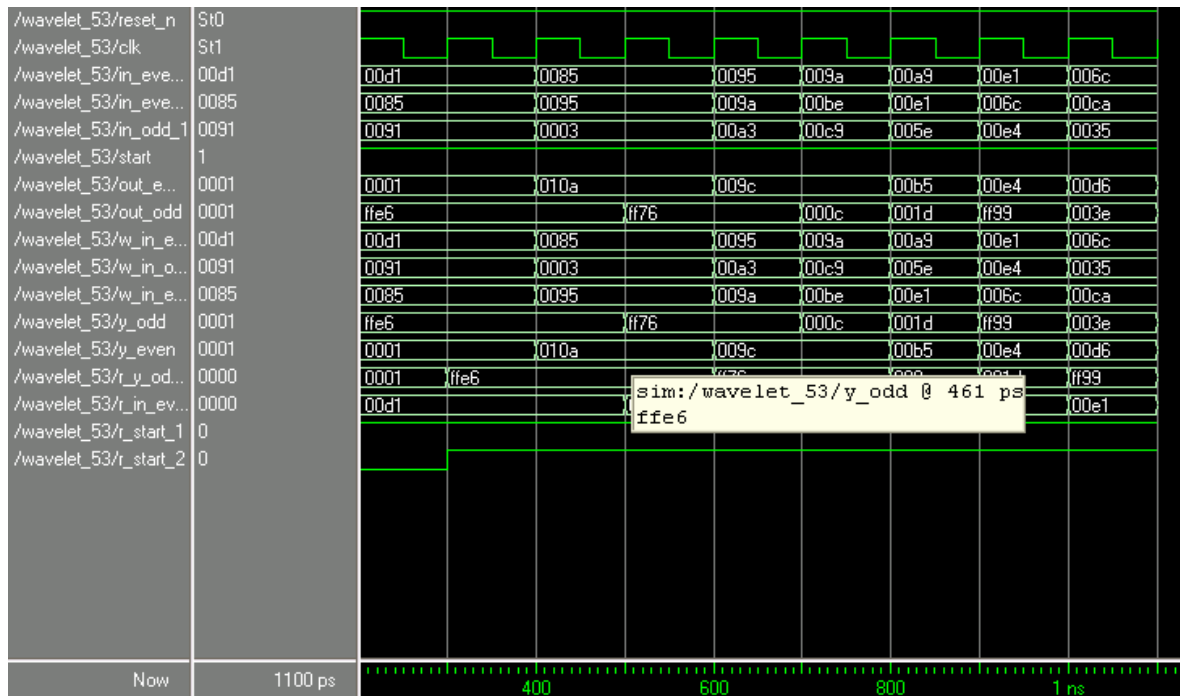 /wavelet_53/reset_n St0
/wavelet_53/clk St1
/wavelet_53/in_eve... 00d1 00d1 0085 0095 009a 00a9 00e1 006c
/wavelet_53/in_eve... 0085 0085 0095 009a 00be 00e1 006c 00ca
/wavelet_53/in_odd_1 0091 0091 0003 00a3 00c9 005e 00e4 0035
/wavelet_53/start 1
/wavelet_53/out_e... 0001 0001 010a 009c 00b5 00e4 00d6
/wavelet_53/out_odd 0001 ffe6 ff76 000c 001d ff99 003e
/wavelet_53/w_in_e... 00d1 00d1 0085 0095 009a 00a9 00e1 006c
/wavelet_53/w_in_o... 0091 0091 0003 00a3 00c9 005e 00e4 0035
/wavelet_53/w_in_e... 0085 0085 0095 009a 00be 00e1 006c 00ca
/wavelet_53/y_odd 0001 ffe6 ff76 000c 001d ff99 003e
/wavelet_53/y_even 0001 0001 010a 009c 00b5 00e4 00d6
/wavelet_53/r_y_od... 0000 0001 ffe6 ff99
/wavelet_53/r_in_ev... 0000 00d1 00e1
sim:/wavelet_53/y_odd @ 461 ps
ffe6
/wavelet_53/r_start_1 0
/wavelet_53/r_start_2 0
Now 1100 ps 400 600 800 1 ns